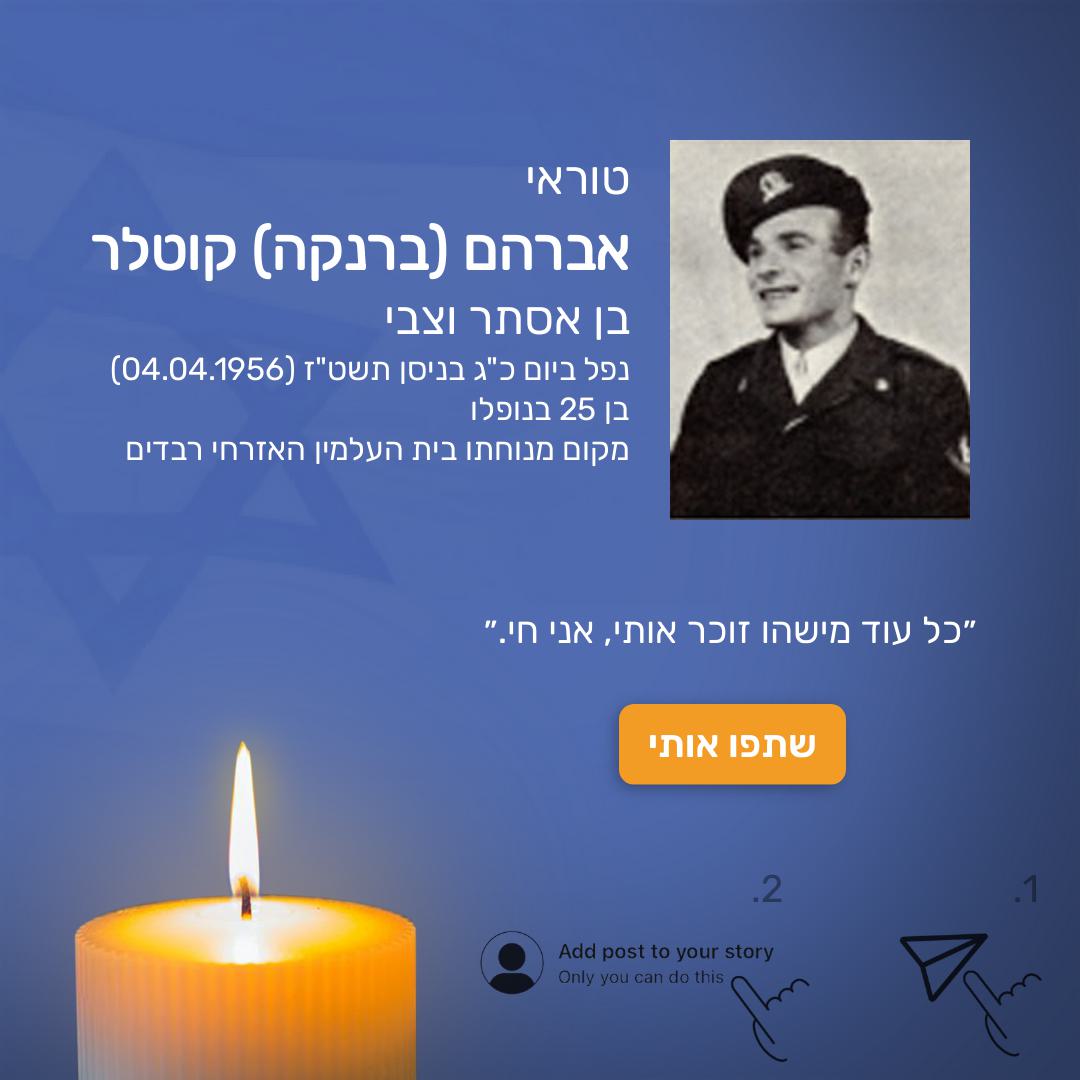 טוראי
אברהם (ברנקה) קוטלר
בן אסתר וצבי
נפל ביום כ"ג בניסן תשט"ז (04.04.1956)
בן 25 בנופלו
מקום מנוחתו בית העלמין האזרחי רבדים
״כל עוד מישהו זוכר אותי, אני חי.״
שתפו אותי
1.
2.
Add post to your story
Only you can do this